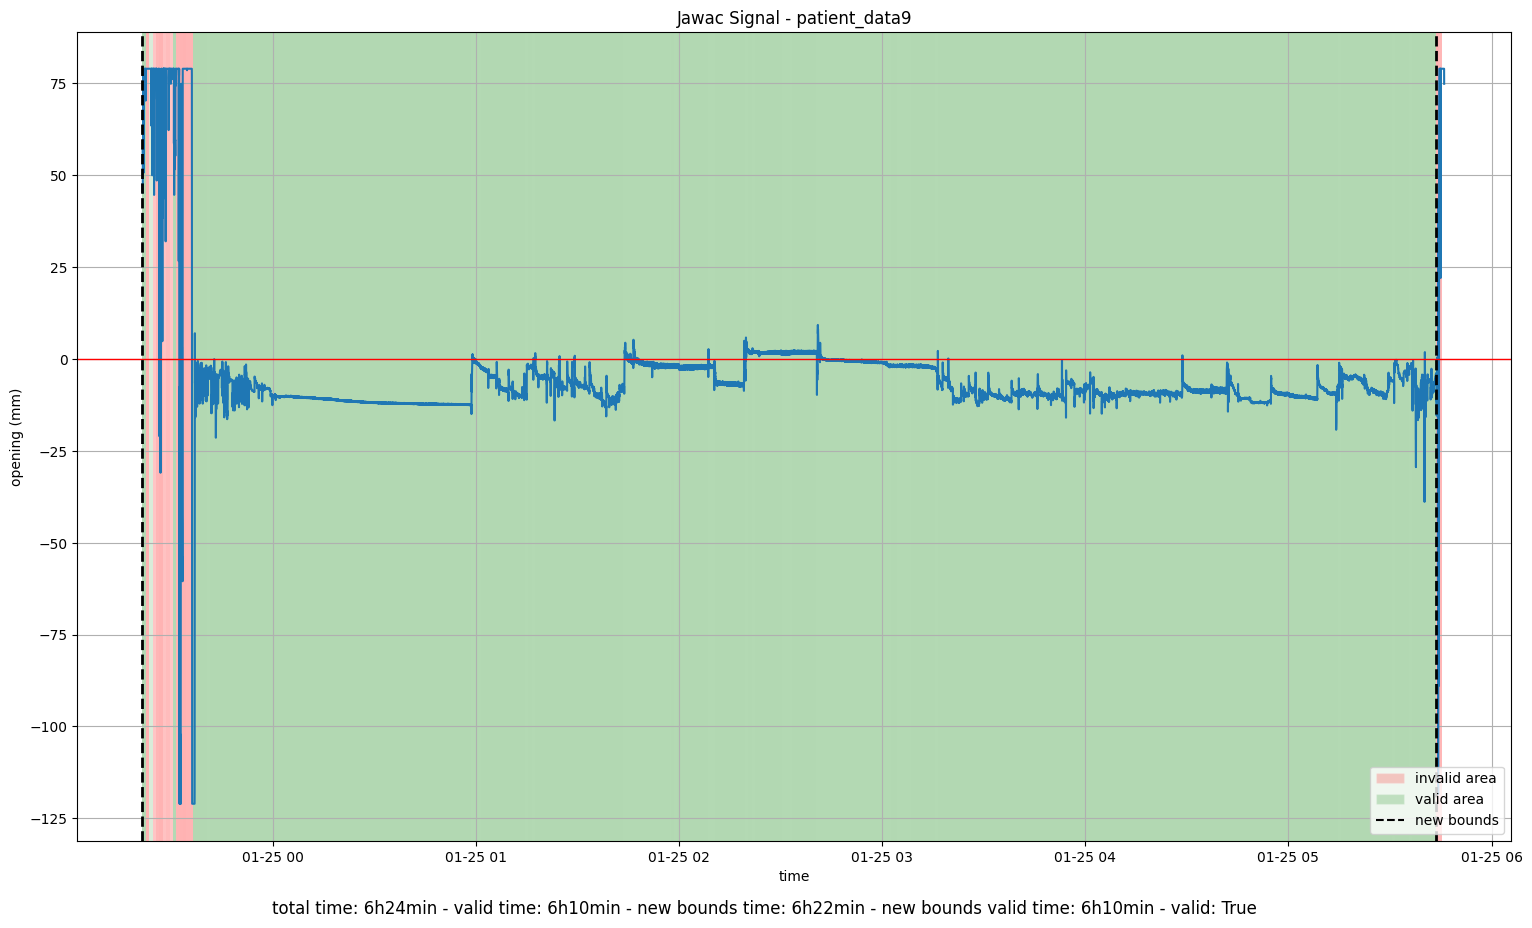 Jawac Signal - patient_data9
opening (mm)
75
50
25
0
−25
−50
−75
−100
−125
invalid area
valid area
new bounds
01-25 00
01-25 01
01-25 02
01-25 03
01-25 04
01-25 05
01-25 06
time
total time: 6h24min - valid time: 6h10min - new bounds time: 6h22min - new bounds valid time: 6h10min - valid: True